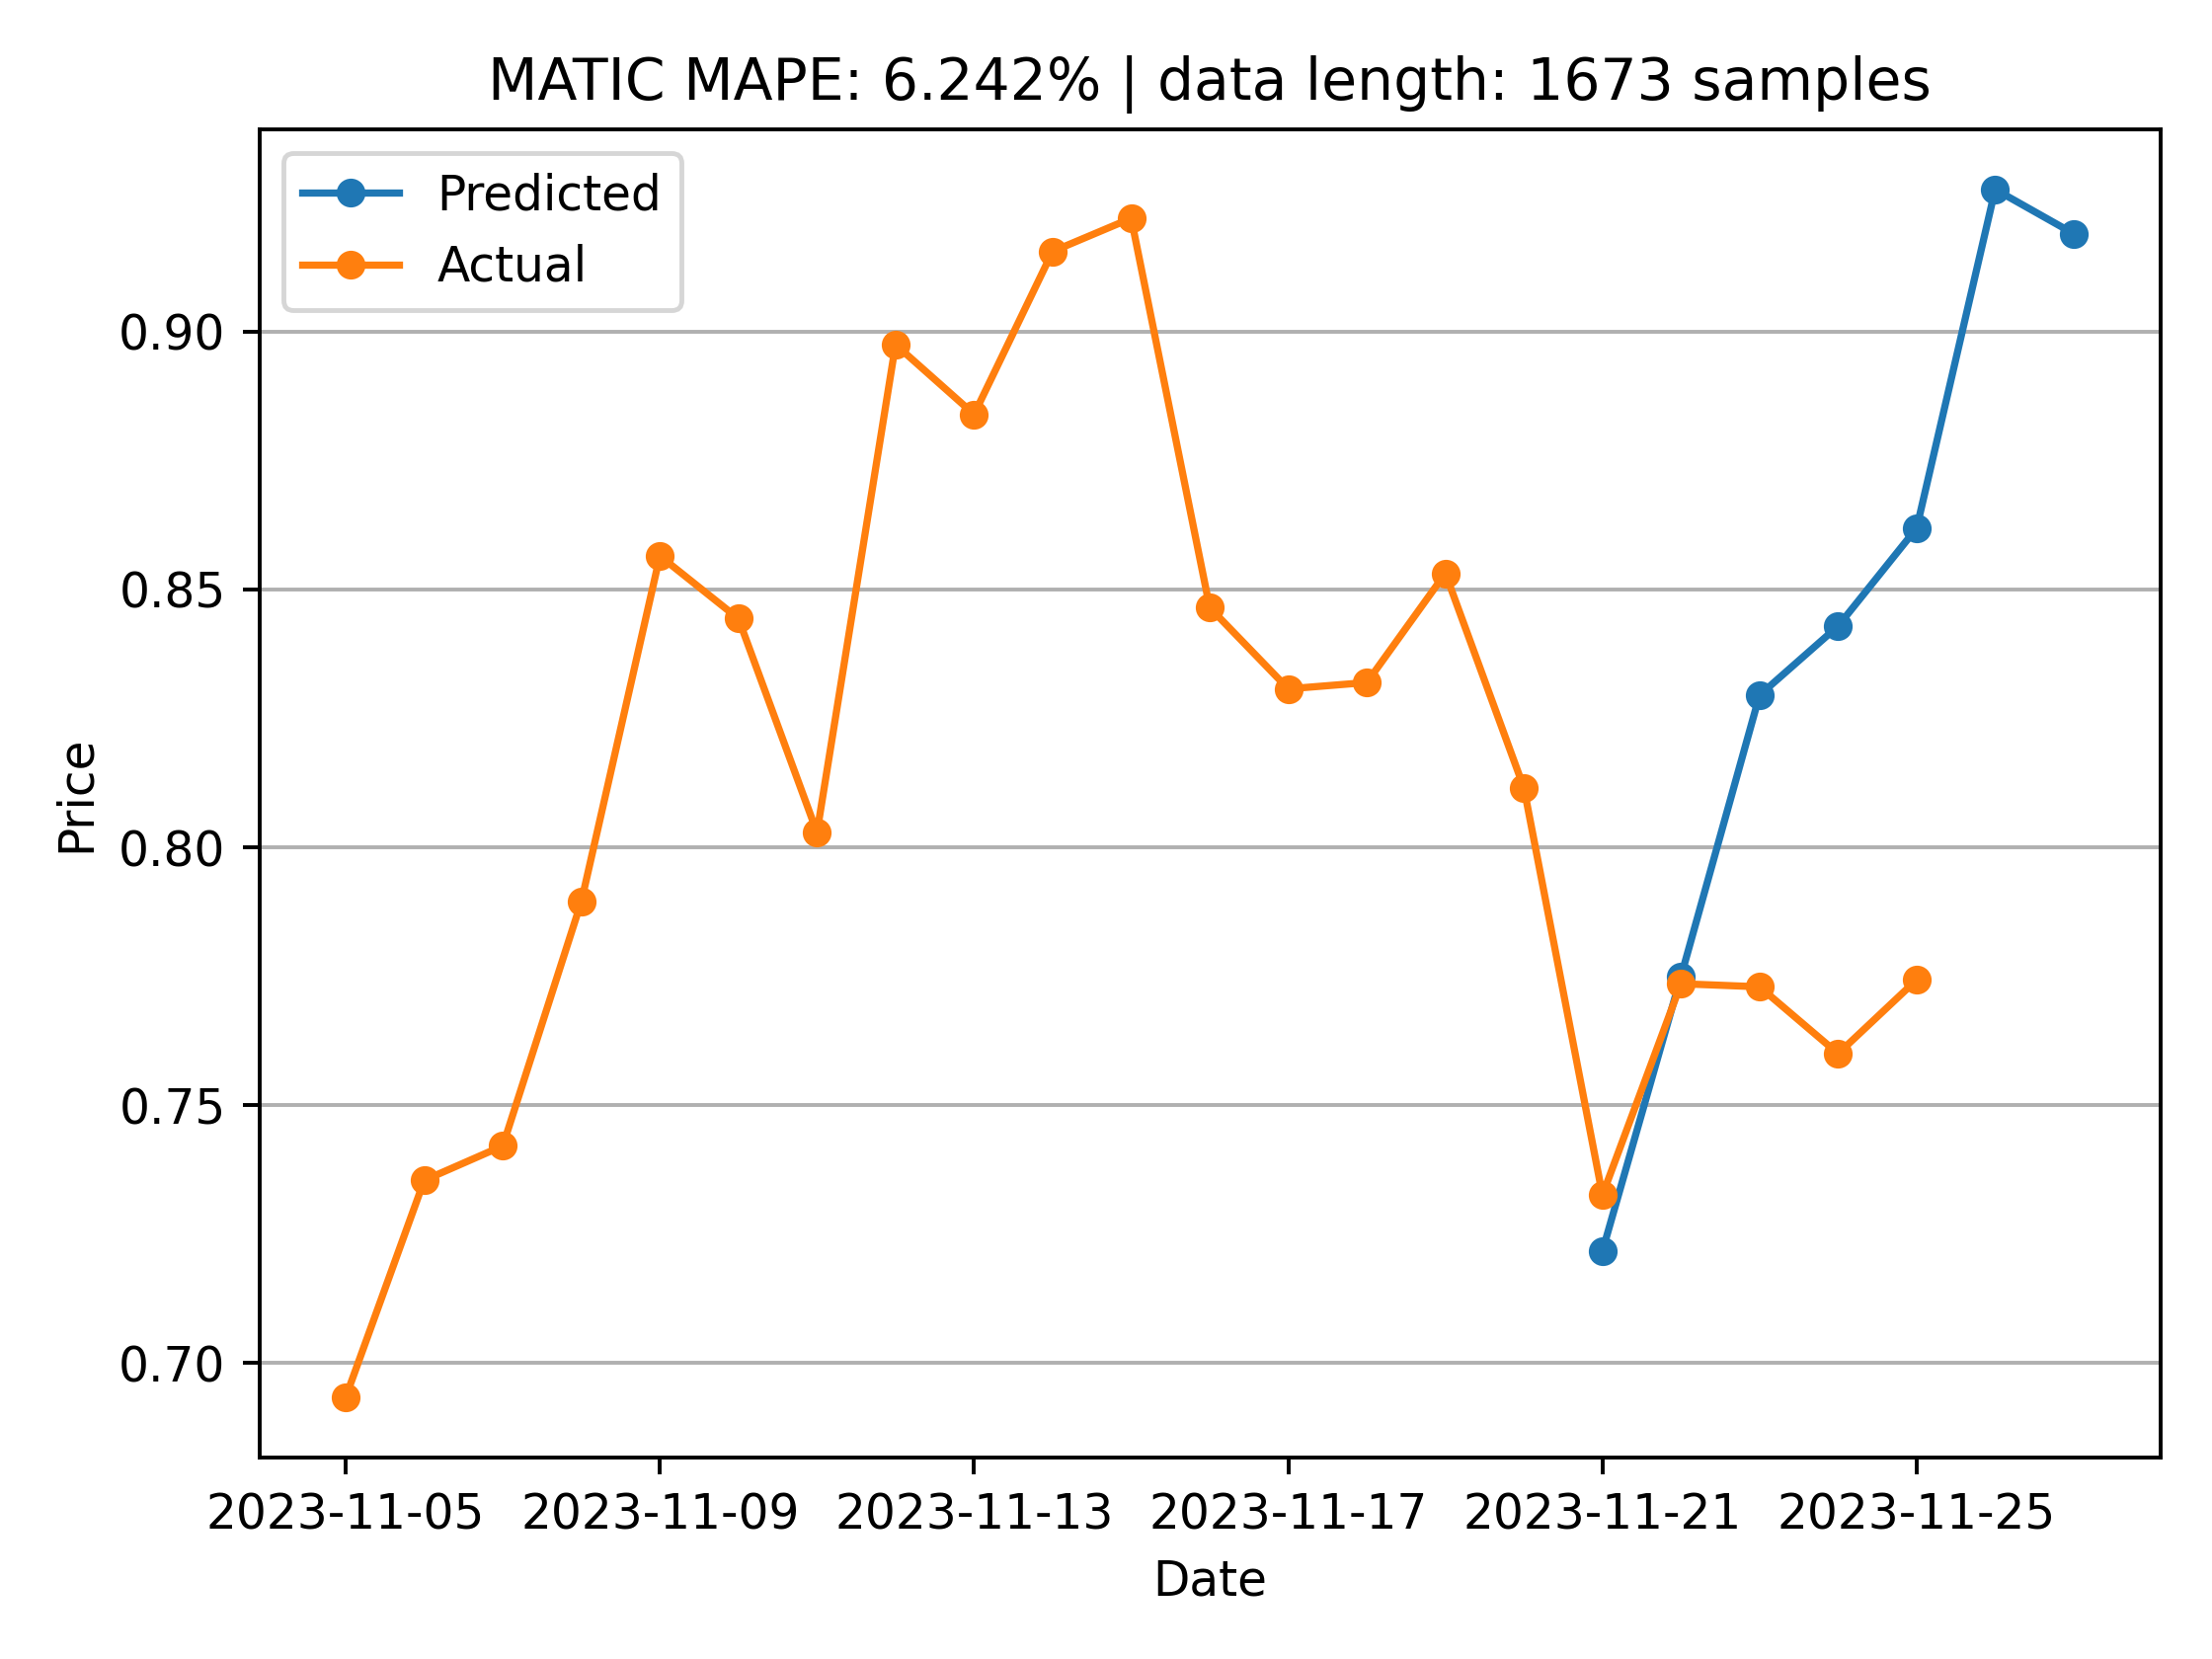 MATIC MAPE: 6.242% | data length: 1673 samples
Predicted
Actual
0.90
0.85
0.80
0.75
0.70
Price
2023-11-05 2023-11-09 2023-11-13 2023-11-17 2023-11-21 2023-11-25
Date